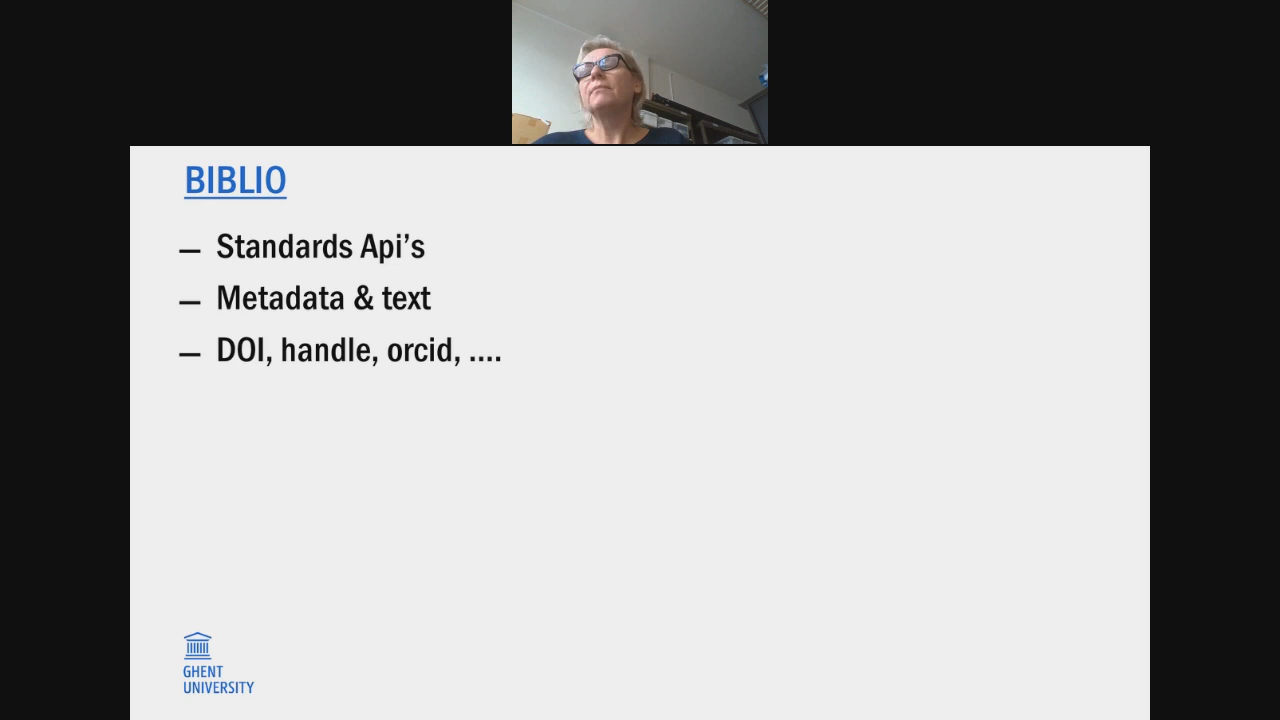 BIBLIO
— Standards Api’s
— Metadata & text
— DOI, handle, orcid, ....
GHENT
UNIVERSITY